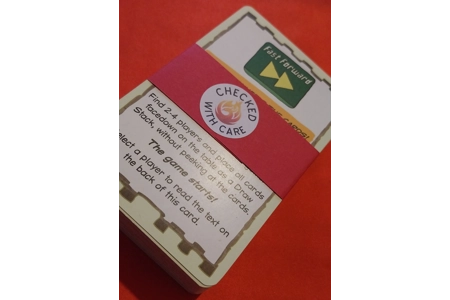 Fast Forward
CHECKED
WITH CARE
Find 2-4 players and place all cards
facedown on the table as a Draw
Stack, without peeking at the cards.
The game starts!
elect a player to read the text on
the back of this card.